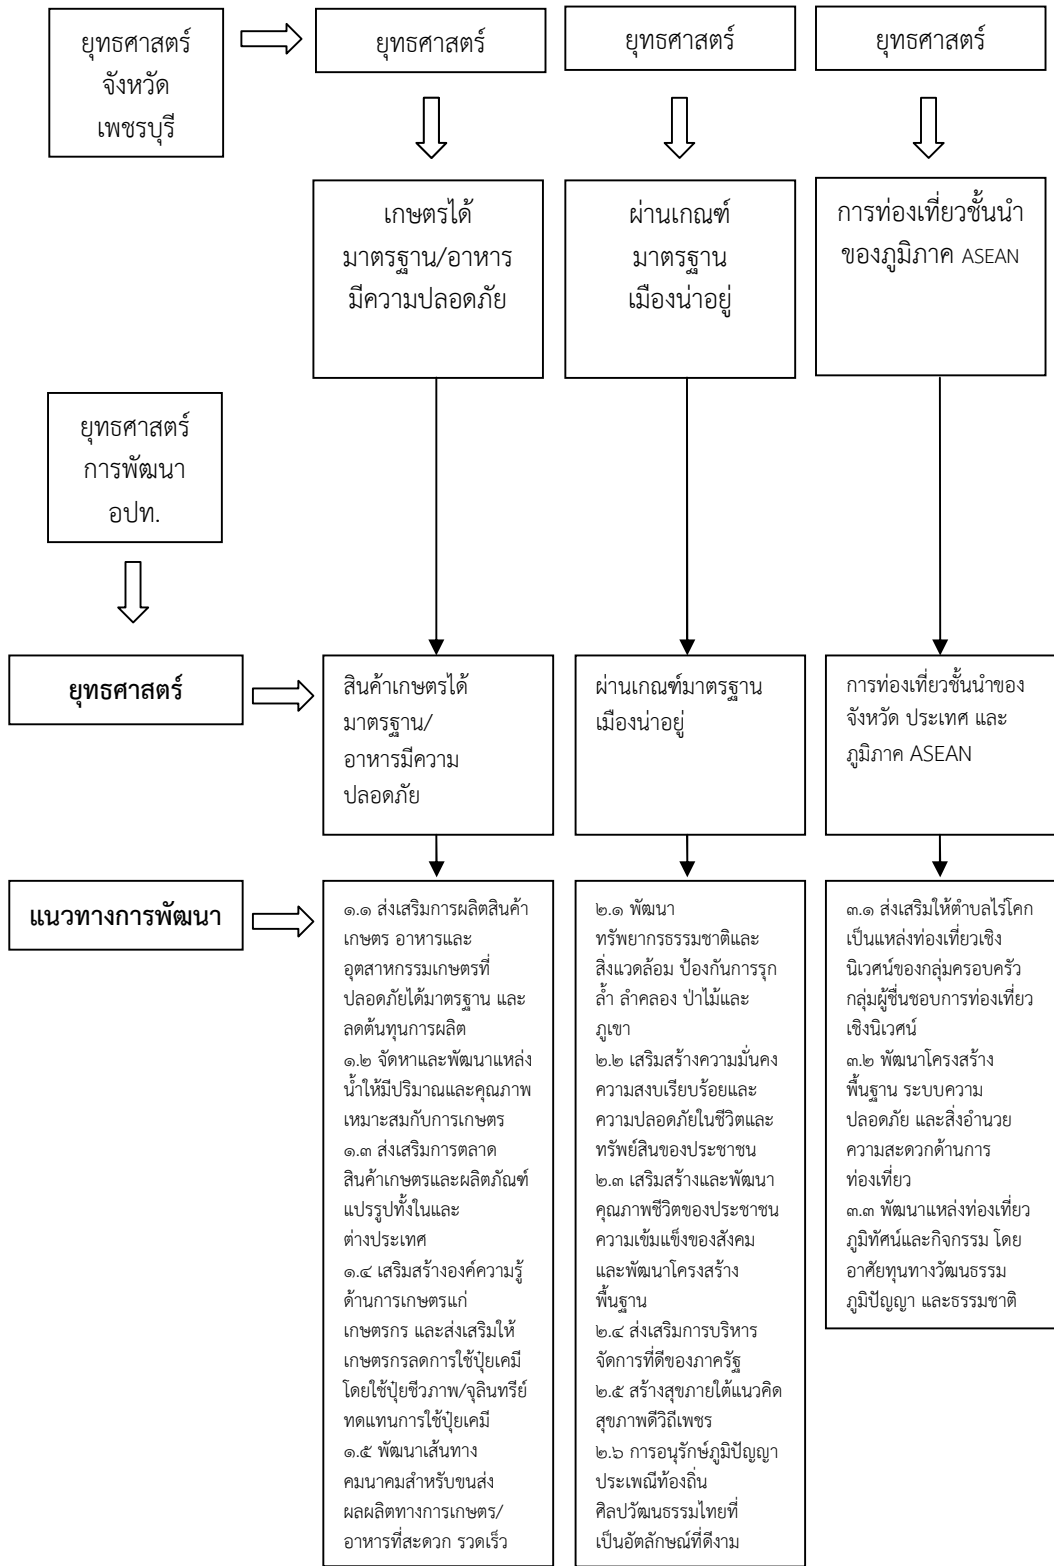 ยุทธศาสตร์
จังหวัด
เพชรบุรี
ยุทธศาสตร์
ยุทธศาสตร์
ยุทธศาสตร์
เกษตรได้
มาตรฐาน/อาหาร
มีความปลอดภัย
ผ่านเกณฑ์
มาตรฐาน
เมืองน่าอยู่
การท่องเที่ยวชั้นนำ
ของภูมิภาค ASEAN
ยุทธศาสตร์
การพัฒนา
อปท.
ยุทธศาสตร์
สินค้าเกษตรได้
มาตรฐาน/
อาหารมีความ
ปลอดภัย
ผ่านเกณฑ์มาตรฐาน
เมืองน่าอยู่
การท่องเที่ยวชั้นนำของ
จังหวัด ประเทศ และ
ภูมิภาค ASEAN
แนวทางการพัฒนา
๑.๑ ส่งเสริมการผลิตสินค้า
เกษตร อาหารและ
อุตสาหกรรมเกษตรที่
ปลอดภัยได้มาตรฐาน และ
ลดต้นทุนการผลิต
๑.๒ จัดหาและพัฒนาแหล่ง
น้ำให้มีปริมาณและคุณภาพ
เหมาะสมกับการเกษตร
๑.๓ ส่งเสริมการตลาด
สินค้าเกษตรและผลิตภัณฑ์
แปรรูปทั้งในและ
ต่างประเทศ
๑.๔ เสริมสร้างองค์ความรู้
ด้านการเกษตรแก่
เกษตรกร และส่งเสริมให้
เกษตรกรลดการใช้ปุ๋ยเคมี
โดยใช้ปุ๋ยชีวภาพ/จุลินทรีย์
ทดแทนการใช้ปุ๋ยเคมี
๑.๕ พัฒนาเส้นทาง
คมนาคมสำหรับขนส่ง
ผลผลิตทางการเกษตร/
อาหารที่สะดวก รวดเร็ว
๒.๑ พัฒนา
ทรัพยากรธรรมชาติและ
สิ่งแวดล้อม ป้องกันการรุก
ล้ำ ลำคลอง ป่าไม้และ
ภูเขา
๒.๒ เสริมสร้างความมั่นคง
ความสงบเรียบร้อยและ
ความปลอดภัยในชีวิตและ
ทรัพย์สินของประชาชน
๒.๓ เสริมสร้างและพัฒนา
คุณภาพชีวิตของประชาชน
ความเข้มแข็งของสังคม
และพัฒนาโครงสร้าง
พื้นฐาน
๒.๔ ส่งเสริมการบริหาร
จัดการที่ดีของภาครัฐ
๒.๕ สร้างสุขภายใต้แนวคิด
สุขภาพดีวิถีเพชร
๒.๖ การอนุรักษ์ภูมิปัญญา
ประเพณีท้องถิ่น
ศิลปวัฒนธรรมไทยที่
เป็นอัตลักษณ์ที่ดีงาม
๓.๑ ส่งเสริมให้ตำบลไร่โคก
เป็นแหล่งท่องเที่ยวเชิง
นิเวศน์ของกลุ่มครอบครัว
กลุ่มผู้ชื่นชอบการท่องเที่ยว
เชิงนิเวศน์
๓.๒ พัฒนาโครงสร้าง
พื้นฐาน ระบบความ
ปลอดภัย และสิ่งอำนวย
ความสะดวกด้านการ
ท่องเที่ยว
๓.๓ พัฒนาแหล่งท่องเที่ยว
ภูมิทัศน์และกิจกรรม โดย
อาศัยทุนทางวัฒนธรรม
ภูมิปัญญา และธรรมชาติ